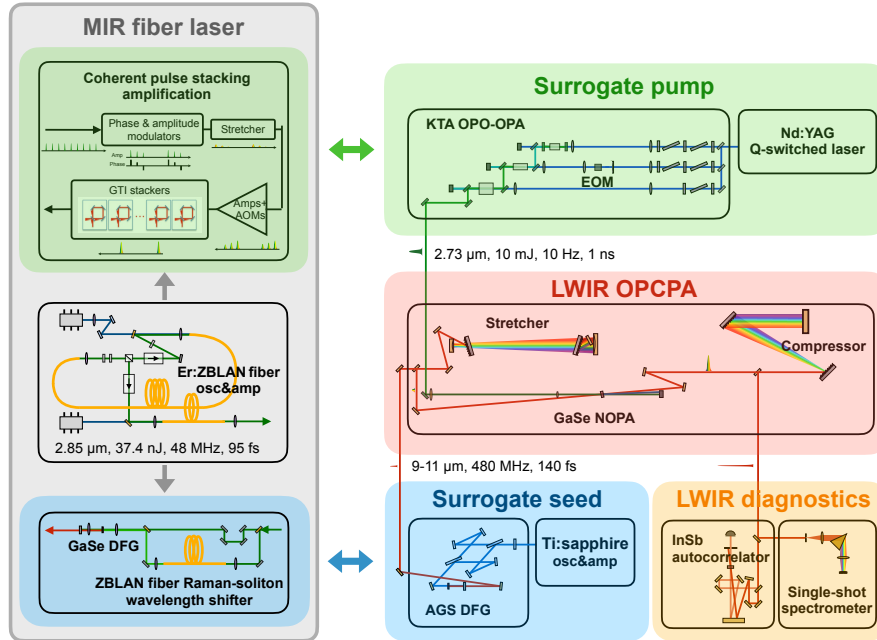 MIR fiber laser
Coherent pulse stacking
amplification
Phase & amplitude
modulators
Stretcher
Amp
Phase
GTI stackers
...
Amps+
AOMs
Er:ZBLAN fiber
osc&amp
2.85 µm, 37.4 nJ, 48 MHz, 95 fs
GaSe DFG
ZBLAN fiber Raman-soliton
wavelength shifter
Surrogate pump
KTA OPO-OPA
EOM
Nd:YAG
Q-switched laser
2.73 µm, 10 mJ, 10 Hz, 1 ns
LWIR OPCPA
Stretcher
Compressor
GaSe NOPA
9-11 µm, 480 MHz, 140 fs
Surrogate seed
AGS DFG
Ti:sapphire
osc&amp
LWIR diagnostics
InSb
autocorrelator
Single-shot
spectrometer